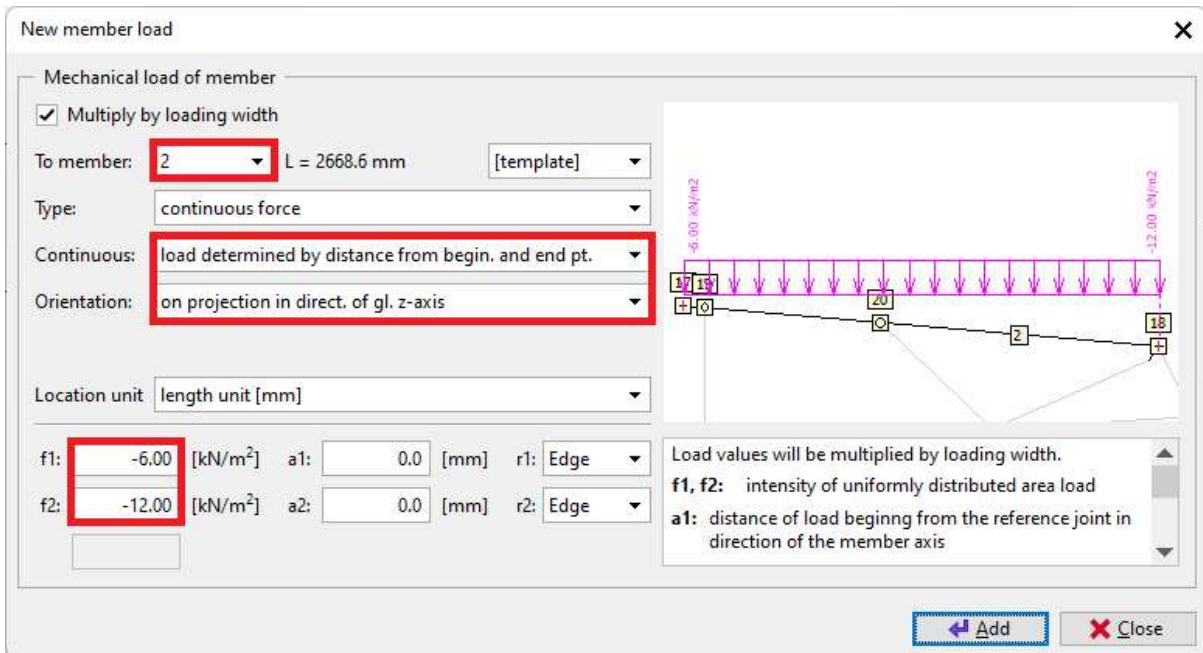 New member load
Mechanical load of member
Multiply by loading width
To member: 2 L = 2668.6 mm [template]
Type: continuous force
Continuous: load determined by distance from begin. and end pt.
Orientation: on projection in direct. of gl. z-axis
Location unit length unit [mm]
f1: -6.00 [kN/m²] a1: 0.0 [mm] r1: Edge
f2: -12.00 [kN/m²] a2: 0.0 [mm] r2: Edge
-6.00 kN/m2
-12.00 kN/m2
17 19
20
2
18
Load values will be multiplied by loading width.
f1, f2: intensity of uniformly distributed area load
a1: distance of load beginng from the reference joint in
direction of the member axis
Add Close